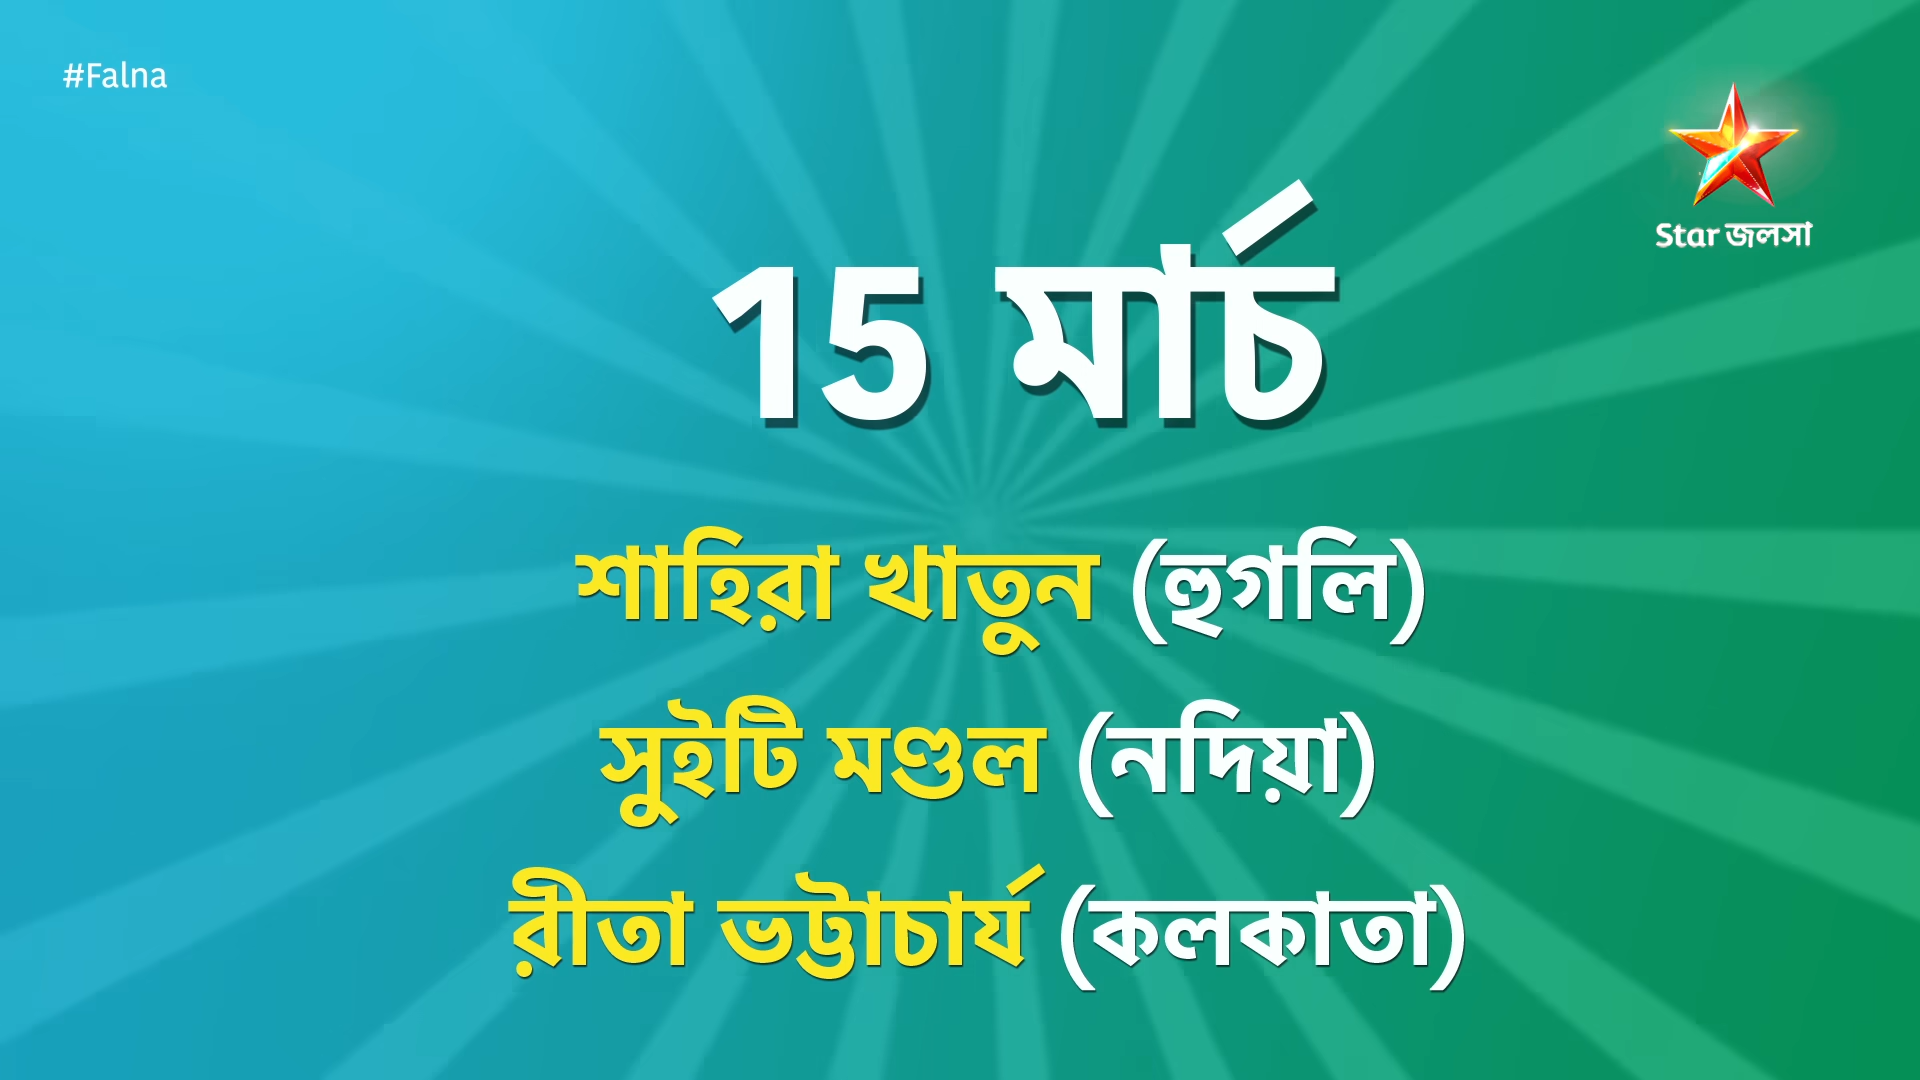 #Falna
Star জলসা
15 মার্চ
শাহিরা খাতুন (হুগলি)
সুইটি মণ্ডল (নদিয়া)
রীতা ভট্টাচার্য (কলকাতা)